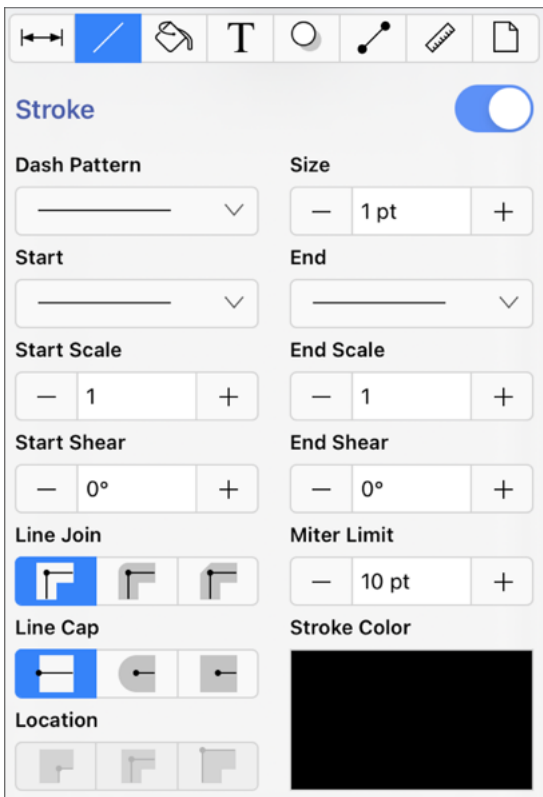 T
Stroke
Dash Pattern
Size
1 pt
Start
End
Start Scale
End Scale
1
1
Start Shear
End Shear
0°
0°
Line Join
Miter Limit
10 pt
Line Cap
Stroke Color
Location